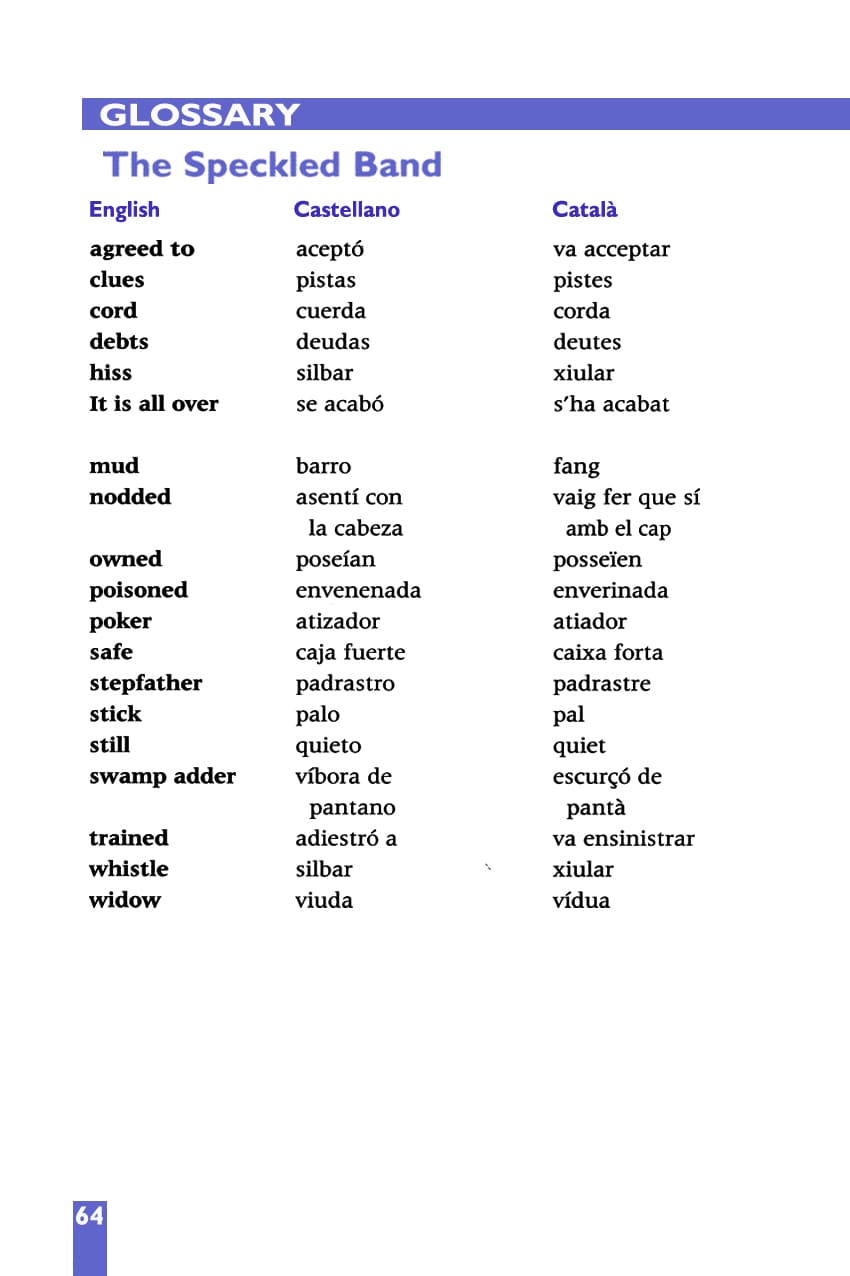 GLOSSARY
The Speckled Band
English Castellano Català
agreed to aceptó va acceptar
clues pistas pistes
cord cuerda corda
debts deudas deutes
hiss silbar xiular
It is all over se acabó s'ha acabat
mud barro fang
nodded asentí con vaig fer que sí
la cabeza amb el cap
owned poseían posseïen
poisoned envenenada enverinada
poker atizador atiador
safe caja fuerte caixa forta
stepfather padrastro padrastre
stick palo pal
still quieto quiet
swamp adder víbora de escurçó de
pantano pantà
trained adiestró a va ensinistrar
whistle silbar xiular
widow viuda vídua
64